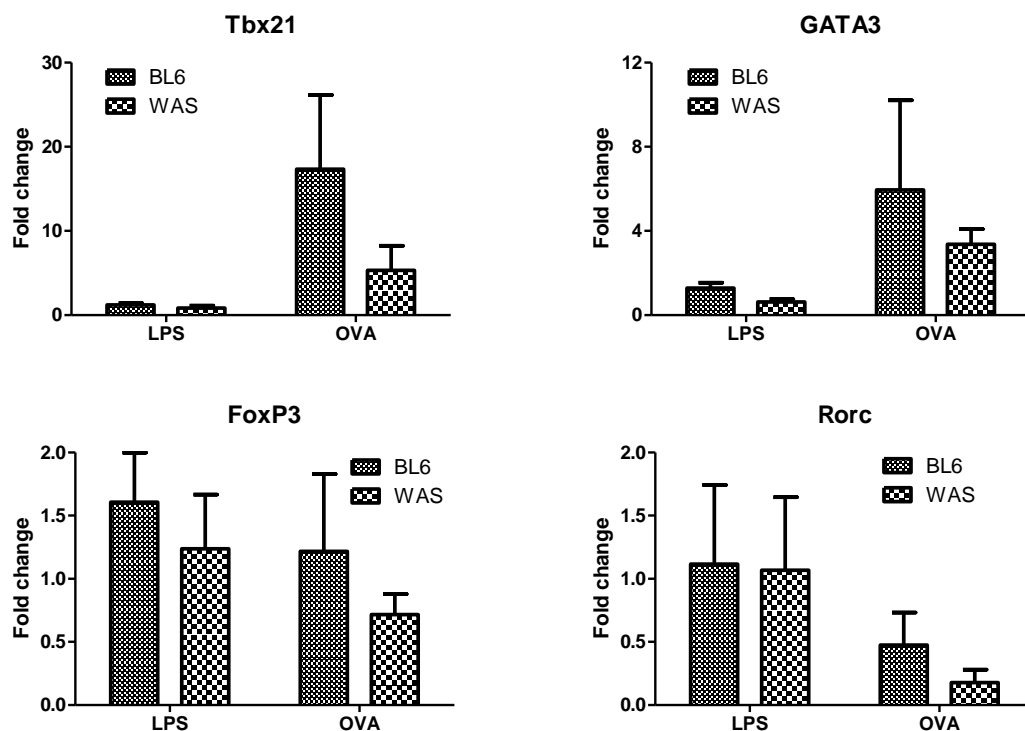 Tbx21
Fold change
30
20
10
0
BL6
WAS
LPS
OVA
GATA3
Fold change
12
8
4
0
BL6
WAS
LPS
OVA
FoxP3
Fold change
2.0
1.5
1.0
0.5
0.0
BL6
WAS
LPS
OVA
Rorc
Fold change
2.0
1.5
1.0
0.5
0.0
BL6
WAS
LPS
OVA